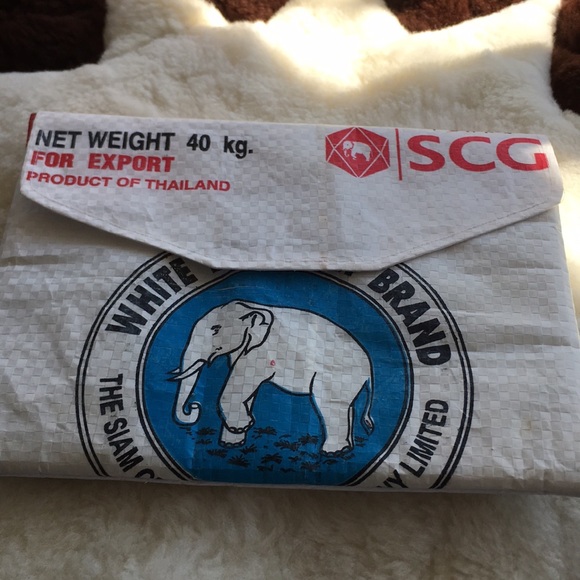 NET WEIGHT 40 kg.
FOR EXPORT
PRODUCT OF THAILAND
SCG
WHITE
BRAND
THE SIAM
LIMITED